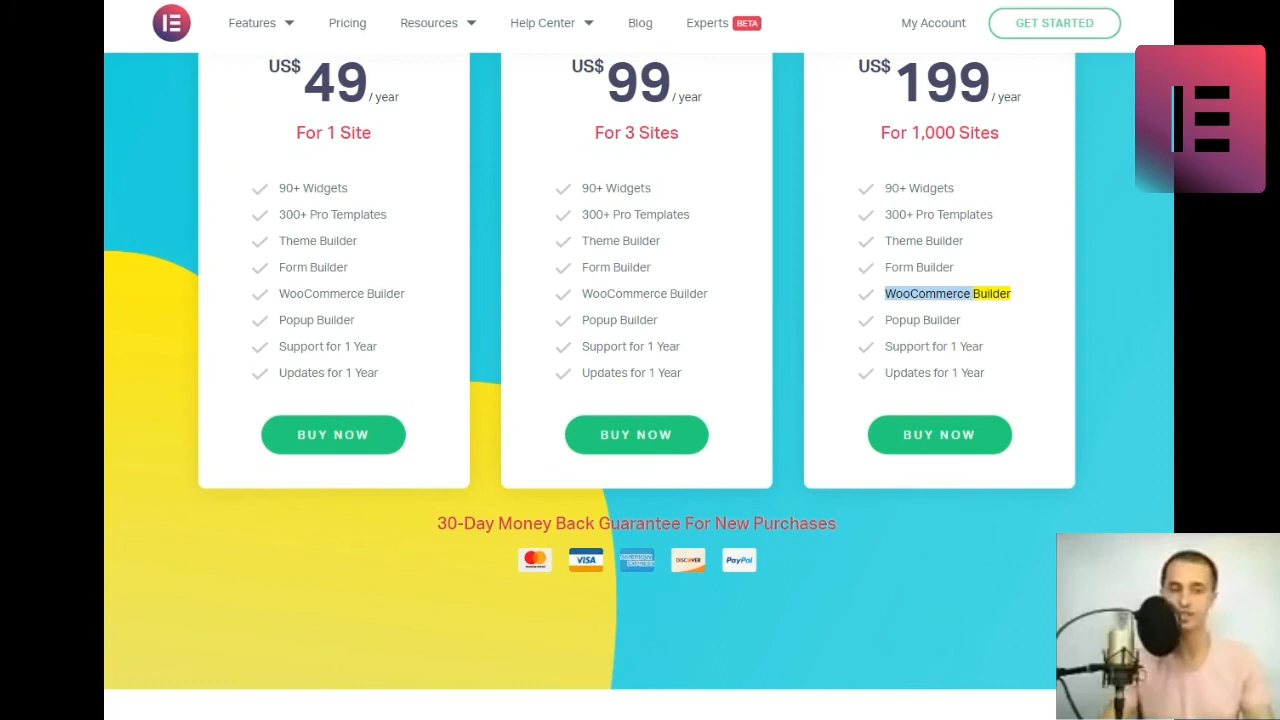 Features Pricing Resources Help Center Blog Experts BETA My Account GET STARTED
US$ 49 / year
For 1 Site
90+ Widgets
300+ Pro Templates
Theme Builder
Form Builder
WooCommerce Builder
Popup Builder
Support for 1 Year
Updates for 1 Year
BUY NOW
US$ 99 / year
For 3 Sites
90+ Widgets
300+ Pro Templates
Theme Builder
Form Builder
WooCommerce Builder
Popup Builder
Support for 1 Year
Updates for 1 Year
BUY NOW
US$ 199 / year
For 1,000 Sites
90+ Widgets
300+ Pro Templates
Theme Builder
Form Builder
WooCommerce Builder
Popup Builder
Support for 1 Year
Updates for 1 Year
BUY NOW
30-Day Money Back Guarantee For New Purchases
VISA AMERICAN EXPRESS DISCOVER PayPal